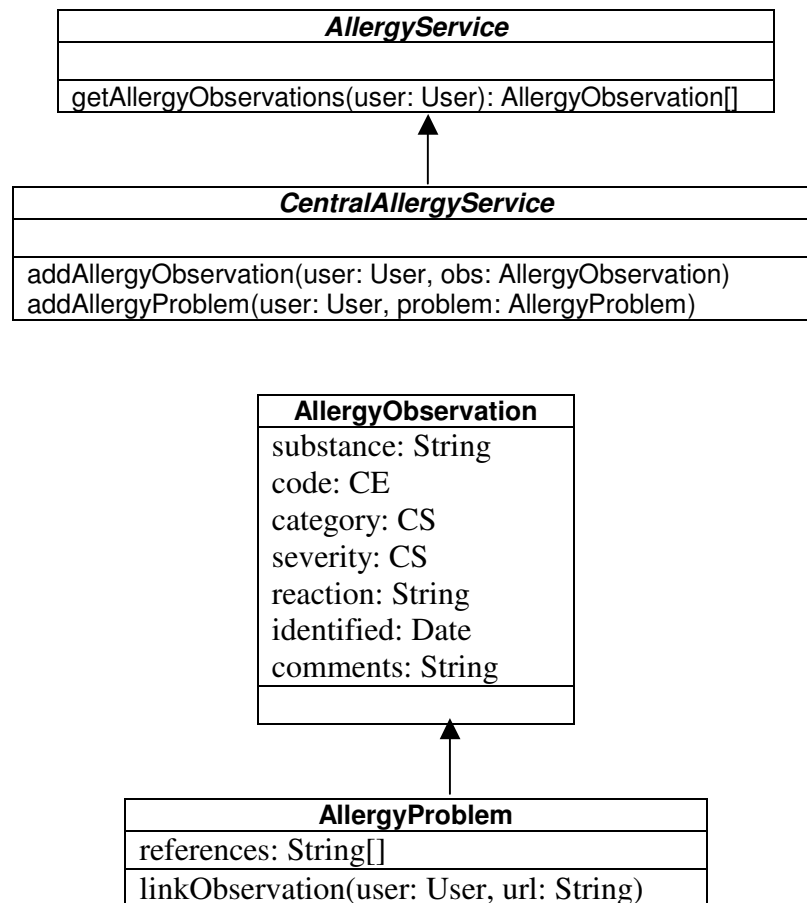 AllergyService
getAllergyObservations(user: User): AllergyObservation[]
CentralAllergyService
addAllergyObservation(user: User, obs: AllergyObservation)
addAllergyProblem(user: User, problem: AllergyProblem)
AllergyObservation
substance: String
code: CE
category: CS
severity: CS
reaction: String
identified: Date
comments: String
AllergyProblem
references: String[]
linkObservation(user: User, url: String)